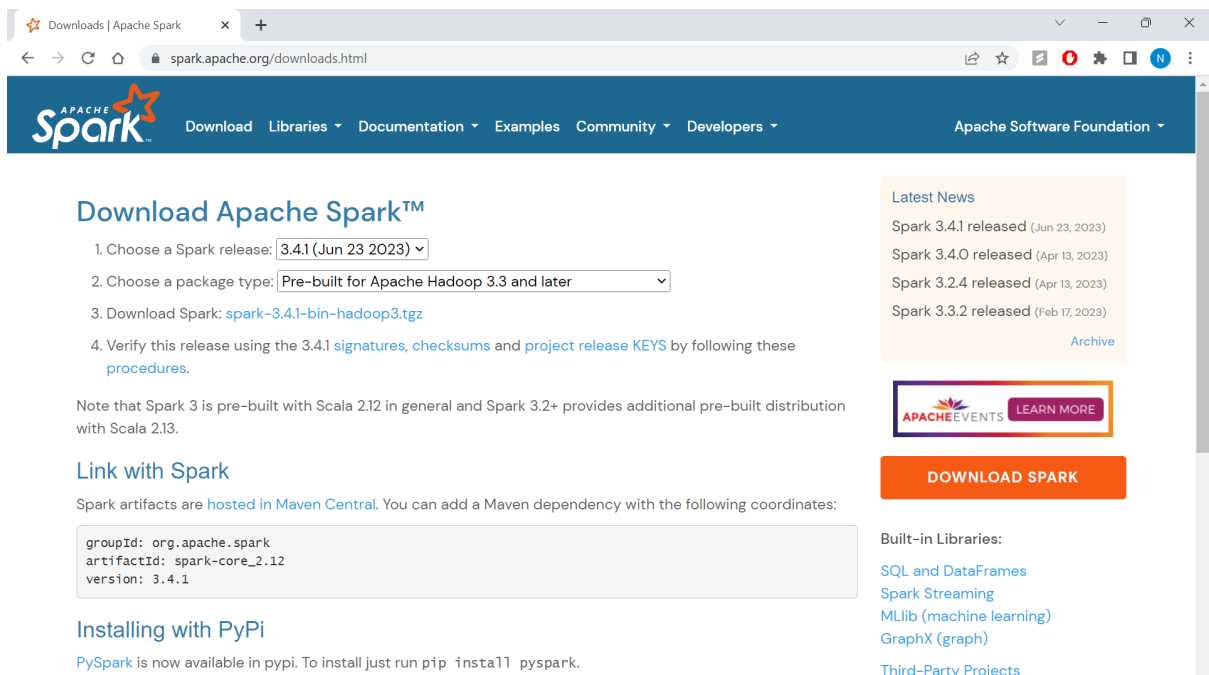 Downloads | Apache Spark
spark.apache.org/downloads.html
N
APACHE
Spark™
Download Libraries Documentation Examples Community Developers Apache Software Foundation
Download Apache Spark™
1. Choose a Spark release: 3.4.1 (Jun 23 2023)
2. Choose a package type: Pre-built for Apache Hadoop 3.3 and later
3. Download Spark: spark-3.4.1-bin-hadoop3.tgz
4. Verify this release using the 3.4.1 signatures, checksums and project release KEYS by following these
procedures.
Note that Spark 3 is pre-built with Scala 2.12 in general and Spark 3.2+ provides additional pre-built distribution
with Scala 2.13.
Link with Spark
Spark artifacts are hosted in Maven Central. You can add a Maven dependency with the following coordinates:
groupId: org.apache.spark
artifactId: spark-core_2.12
version: 3.4.1
Installing with PyPi
PySpark is now available in pypi. To install just run pip install pyspark.
Latest News
Spark 3.4.1 released (Jun 23, 2023)
Spark 3.4.0 released (Apr 13, 2023)
Spark 3.2.4 released (Apr 13, 2023)
Spark 3.3.2 released (Feb 17, 2023)
Archive
APACHEEVENTS LEARN MORE
DOWNLOAD SPARK
Built-in Libraries:
SQL and DataFrames
Spark Streaming
MLlib (machine learning)
GraphX (graph)
Third-Party Projects